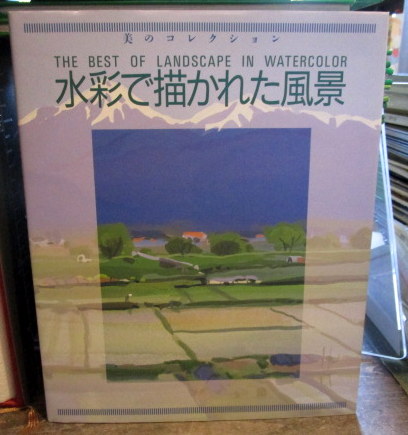 美のコレクション
THE BEST OF LANDSCAPE IN WATERCOLOR
水彩で描かれた風景